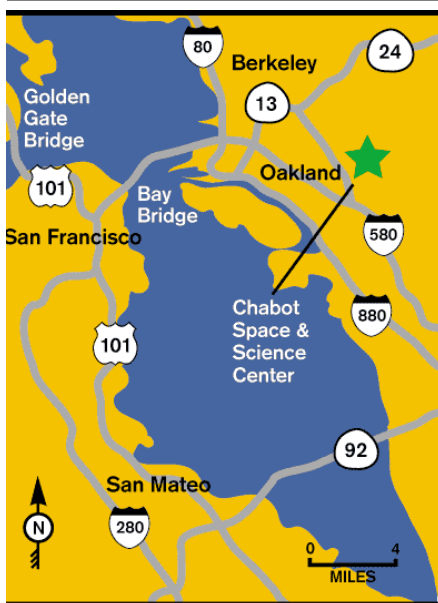 80
24
Berkeley
13
Golden
Gate
Bridge
Oakland
101
Bay
Bridge
San Francisco
580
Chabot
Space &
Science
Center
880
101
92
San Mateo
280
N
0 4
MILES